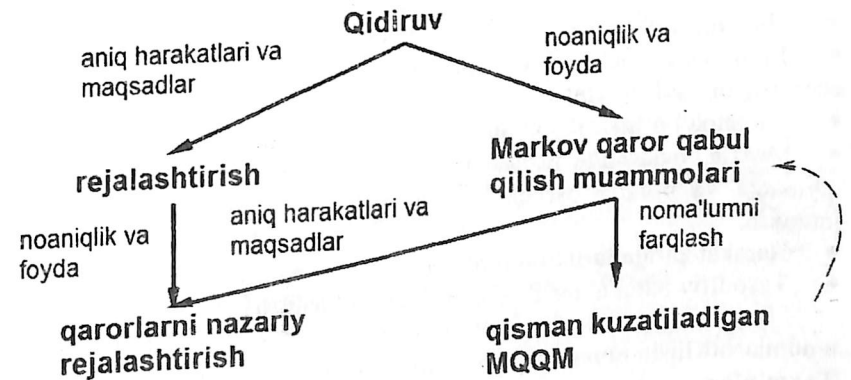 Qidiruv
aniq harakatlari va
maqsadlar
noaniqlik va
foyda
rejalashtirish
Markov qaror qabul
qilish muammolari
noaniqlik va
foyda
aniq harakatlari va
maqsadlar
noma'lumni
farqlash
qarorlarni nazariy
rejalashtirish
qisman kuzatiladigan
MQQM